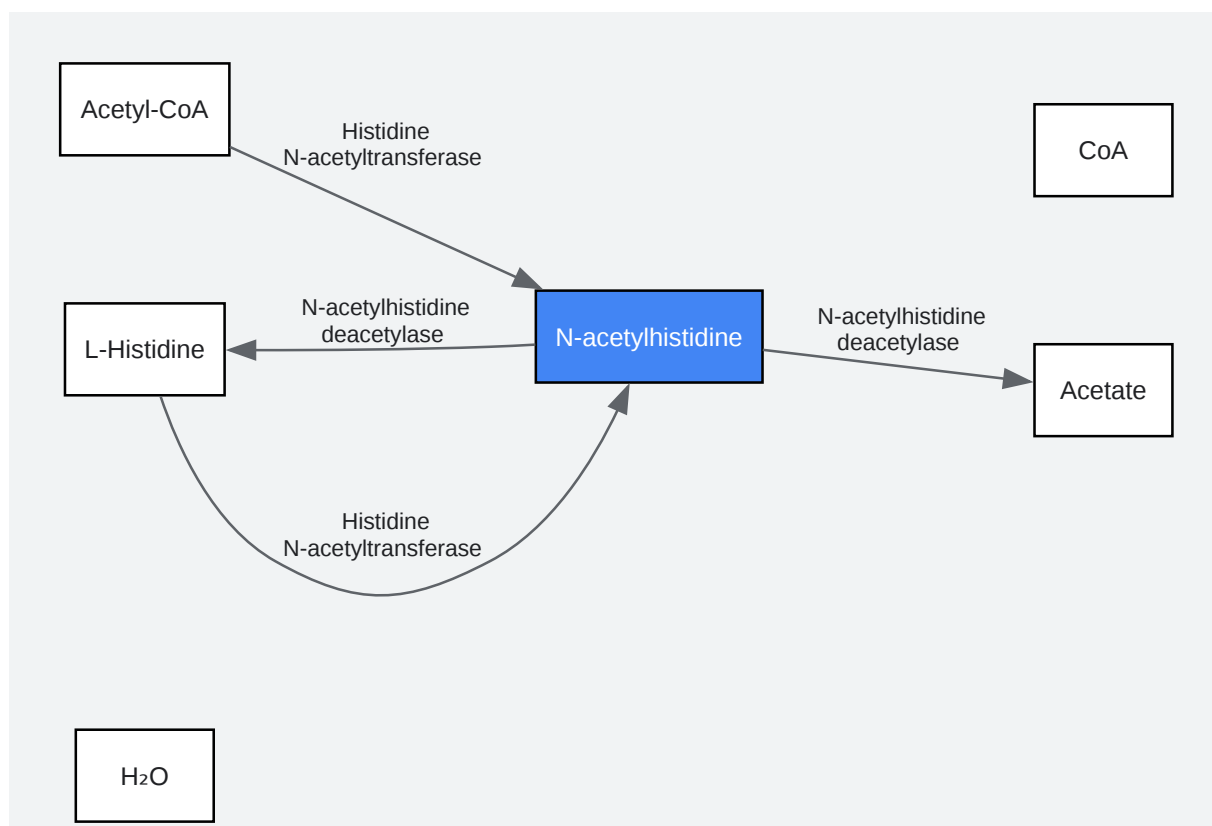 Acetyl-CoA
Histidine
N-acetyltransferase
CoA
L-Histidine
N-acetylhistidine
deacetylase
N-acetylhistidine
N-acetylhistidine
deacetylase
Acetate
Histidine
N-acetyltransferase
H₂O